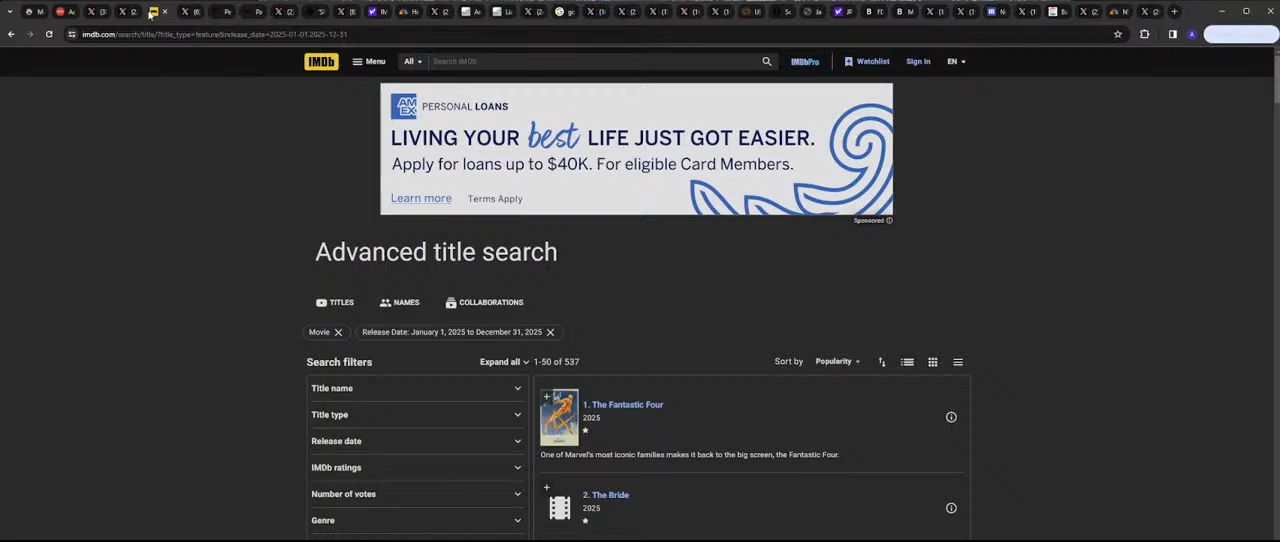 imdb.com/search/title/?title_type=feature&release_date=2025-01-01,2025-12-31
IMDb Menu All Search IMDb IMDbPro Watchlist Sign In EN
AM EX PERSONAL LOANS
LIVING YOUR best LIFE JUST GOT EASIER.
Apply for loans up to $40K. For eligible Card Members.
Learn more Terms Apply
Sponsored
Advanced title search
TITLES NAMES COLLABORATIONS
Movie Release Date: January 1, 2025 to December 31, 2025
Search filters Expand all 1-50 of 537 Sort by Popularity
Title name
Title type
Release date
IMDb ratings
Number of votes
Genre
1. The Fantastic Four
2025
One of Marvel's most iconic families makes it back to the big screen, the Fantastic Four.
2. The Bride
2025